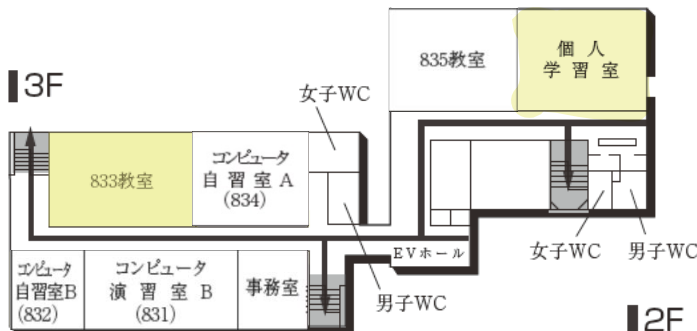 3F
835教室
個人
学習室
女子WC
833教室
コンピュータ
自習室A
(834)
EVホール
女子WC
男子WC
コンピュータ
自習室B
(832)
コンピュータ
演習室B
(831)
事務室
男子WC
2F